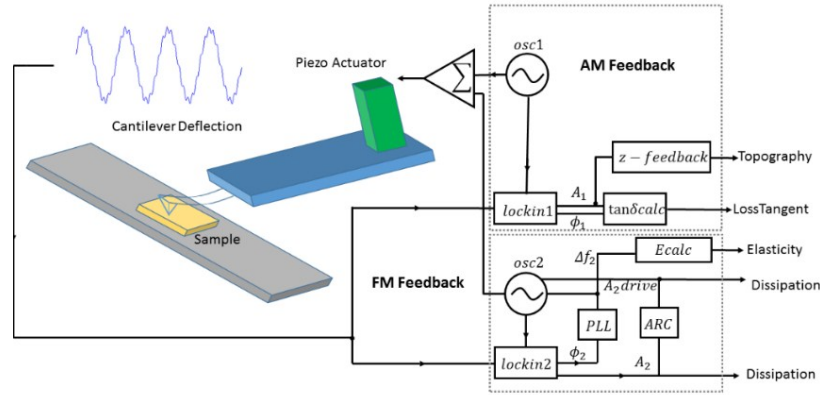 osc1
AM Feedback
Piezo Actuator
∑
Cantilever Deflection
z − feedback
Topography
A₁
lockin1
ϕ₁
tanδcalc
LossTangent
Sample
Ecalc
Elasticity
osc2
Δf₂
FM Feedback
A₂drive
Dissipation
PLL
ARC
lockin2
ϕ₂
A₂
Dissipation